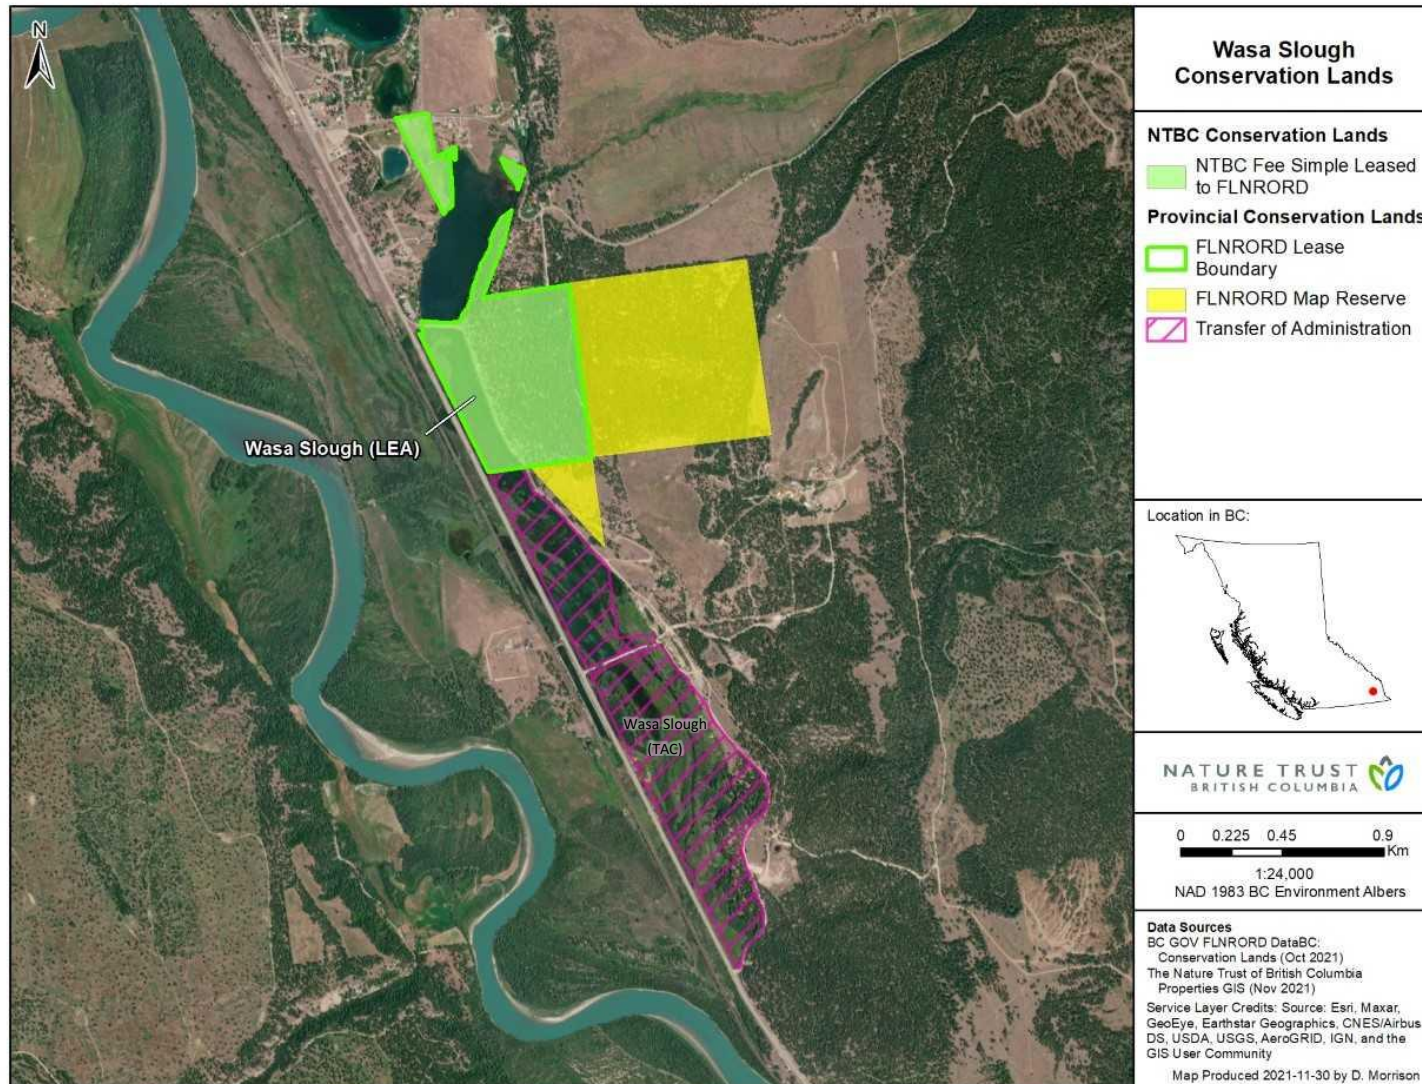 N
Wasa Slough (LEA)
Wasa Slough
(TAC)
Wasa Slough
Conservation Lands
NTBC Conservation Lands
NTBC Fee Simple Leased
to FLNRORD
Provincial Conservation Lands
FLNRORD Lease
Boundary
FLNRORD Map Reserve
Transfer of Administration
Location in BC:
NATURE TRUST
BRITISH COLUMBIA
0 0.225 0.45 0.9
Km
1:24,000
NAD 1983 BC Environment Albers
Data Sources
BC GOV FLNRORD DataBC:
Conservation Lands (Oct 2021)
The Nature Trust of British Columbia
Properties GIS (Nov 2021)
Service Layer Credits: Source: Esri, Maxar,
GeoEye, Earthstar Geographics, CNES/Airbus
DS, USDA, USGS, AeroGRID, IGN, and the
GIS User Community
Map Produced 2021-11-30 by D. Morrison